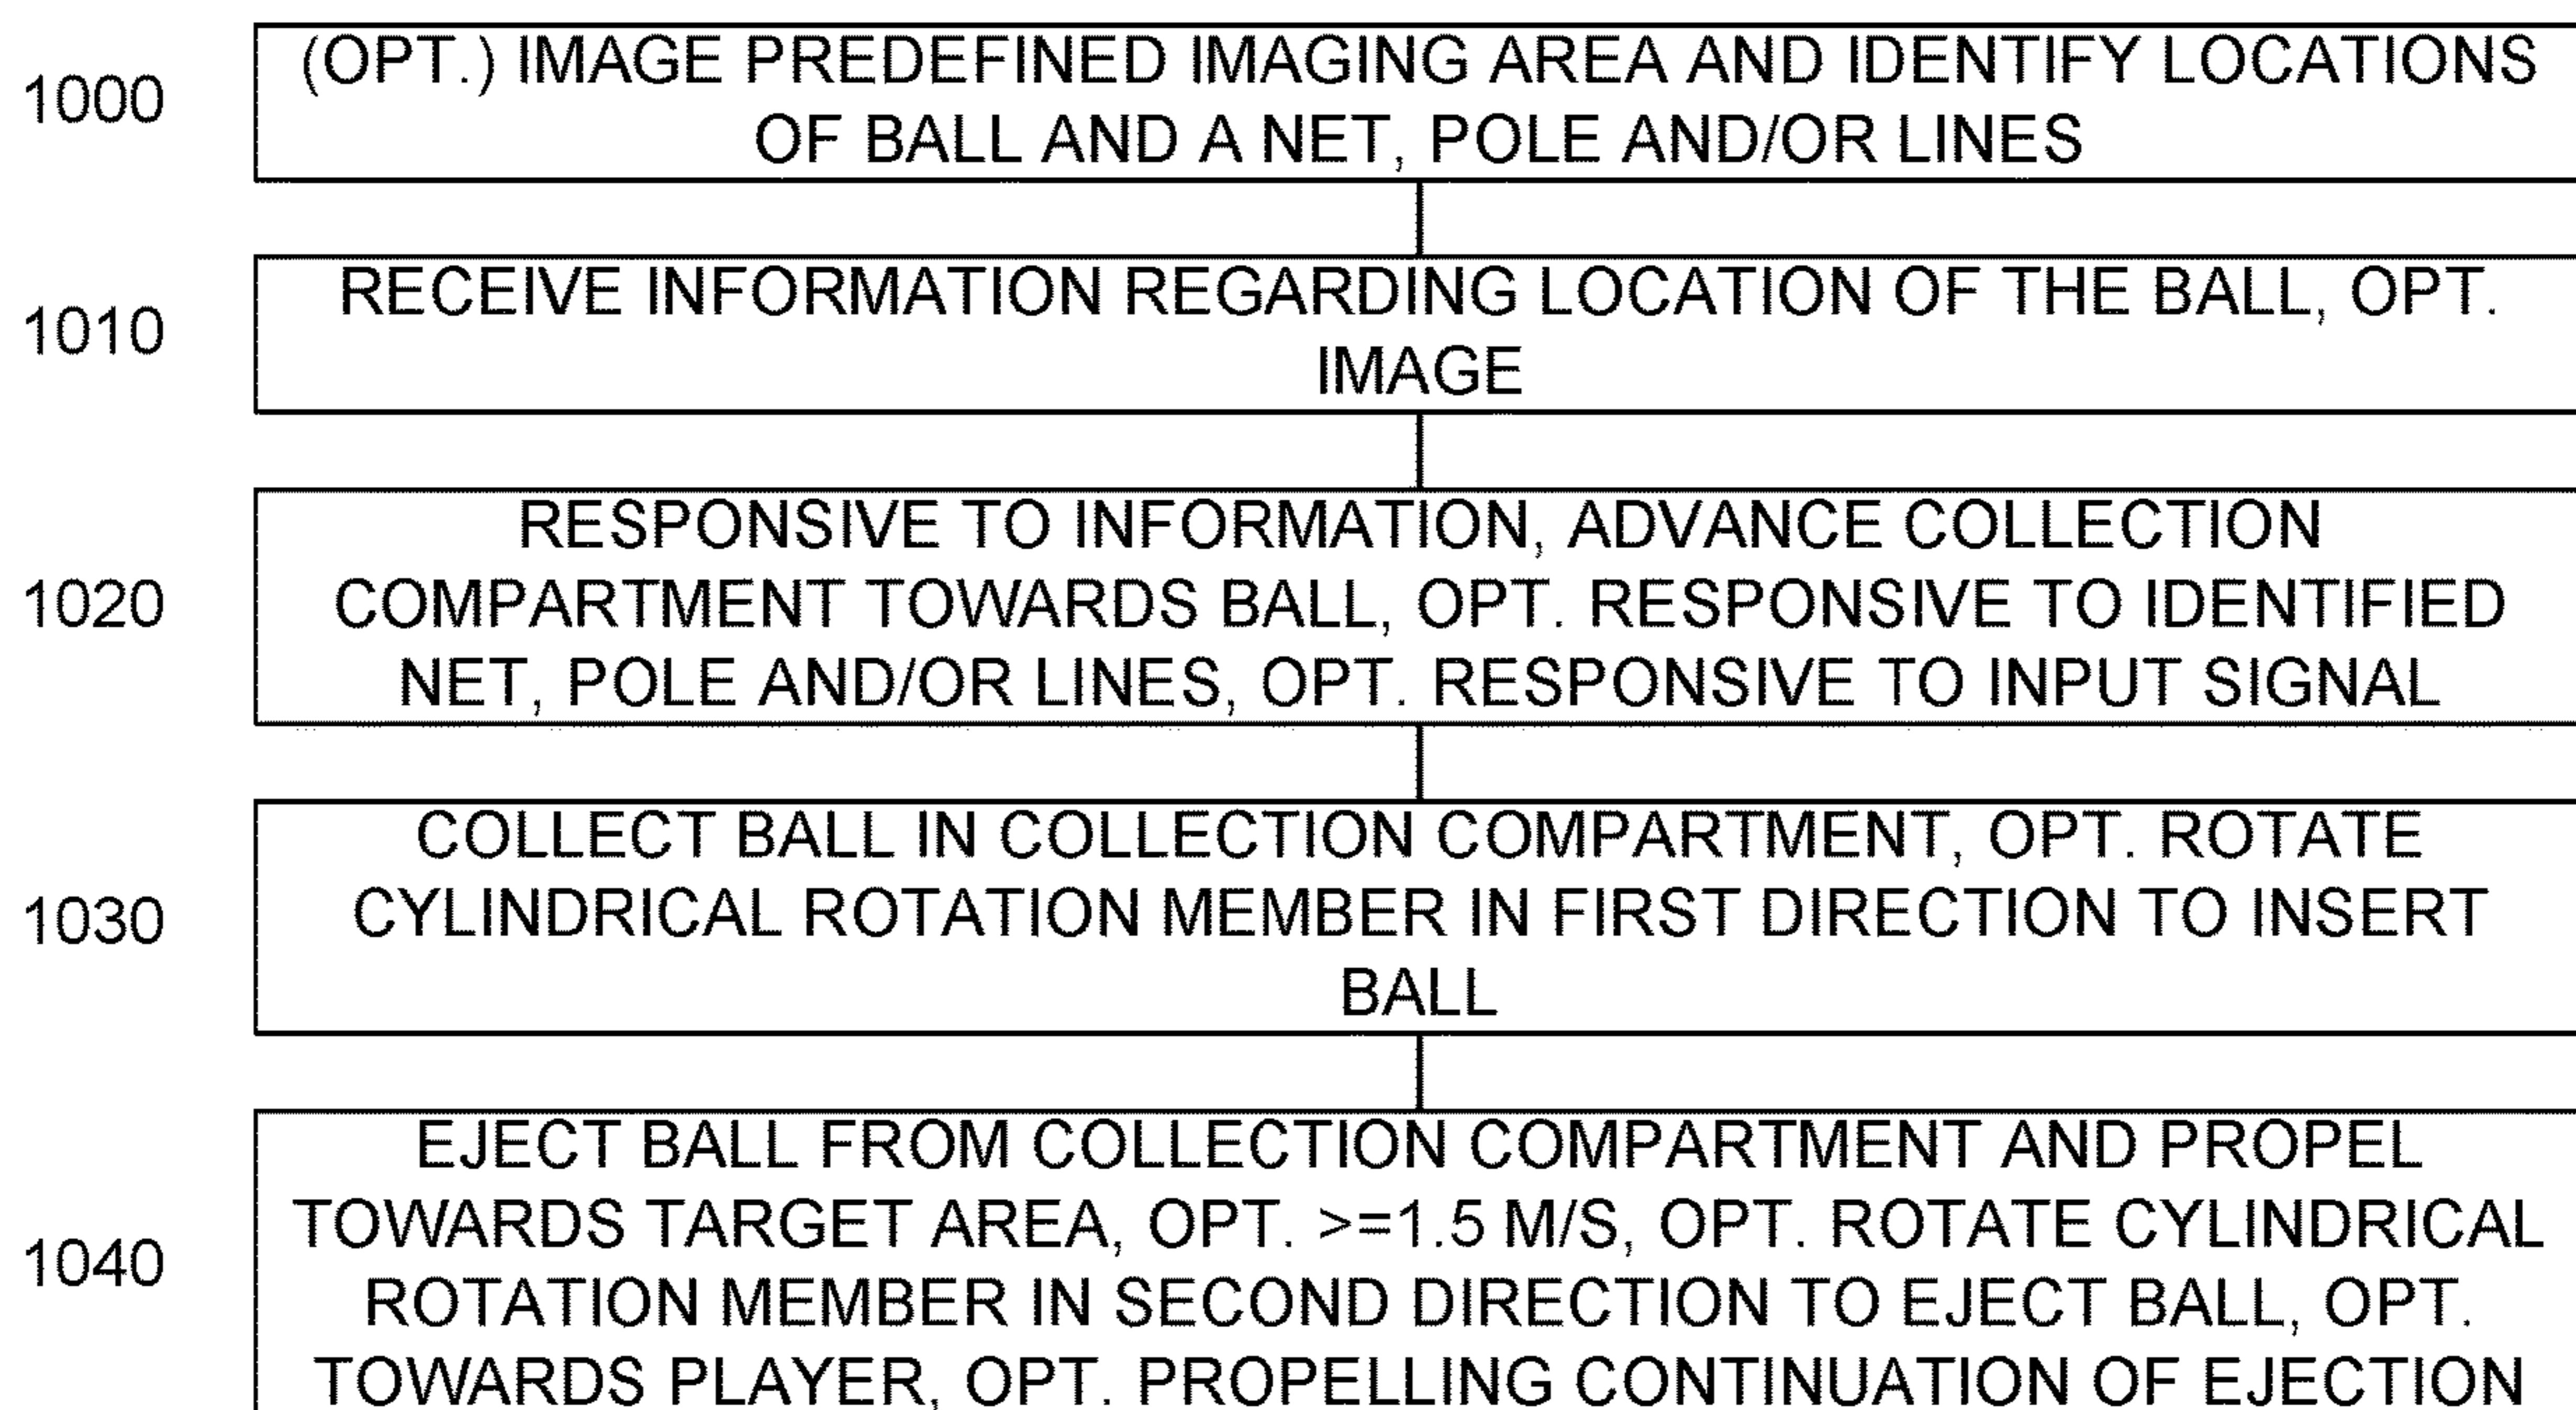 1000
(OPT.) IMAGE PREDEFINED IMAGING AREA AND IDENTIFY LOCATIONS
OF BALL AND A NET, POLE AND/OR LINES
1010
RECEIVE INFORMATION REGARDING LOCATION OF THE BALL, OPT.
IMAGE
1020
RESPONSIVE TO INFORMATION, ADVANCE COLLECTION
COMPARTMENT TOWARDS BALL, OPT. RESPONSIVE TO IDENTIFIED
NET, POLE AND/OR LINES, OPT. RESPONSIVE TO INPUT SIGNAL
1030
COLLECT BALL IN COLLECTION COMPARTMENT, OPT. ROTATE
CYLINDRICAL ROTATION MEMBER IN FIRST DIRECTION TO INSERT
BALL
1040
EJECT BALL FROM COLLECTION COMPARTMENT AND PROPEL
TOWARDS TARGET AREA, OPT. >=1.5 M/S, OPT. ROTATE CYLINDRICAL
ROTATION MEMBER IN SECOND DIRECTION TO EJECT BALL, OPT.
TOWARDS PLAYER, OPT. PROPELLING CONTINUATION OF EJECTION